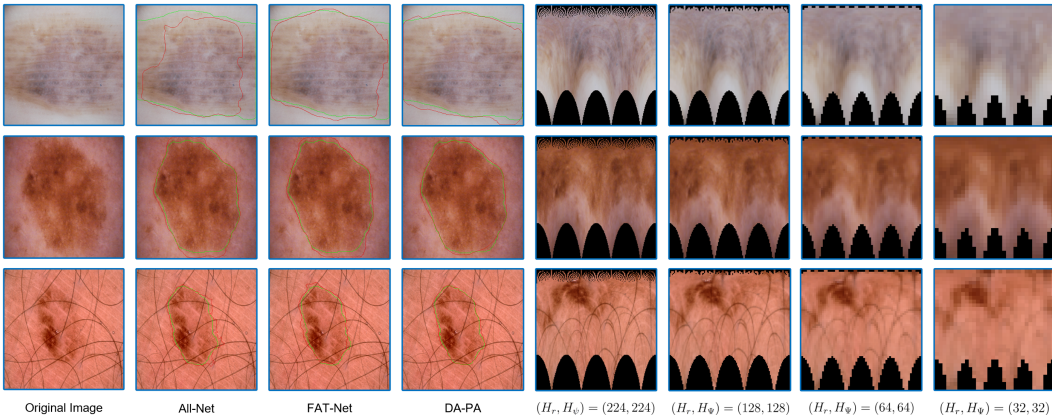 Original Image All-Net FAT-Net DA-PA $(H_r, H_\psi) = (224, 224)$ $(H_r, H_\Psi) = (128, 128)$ $(H_r, H_\Psi) = (64, 64)$ $(H_r, H_\Psi) = (32, 32)$